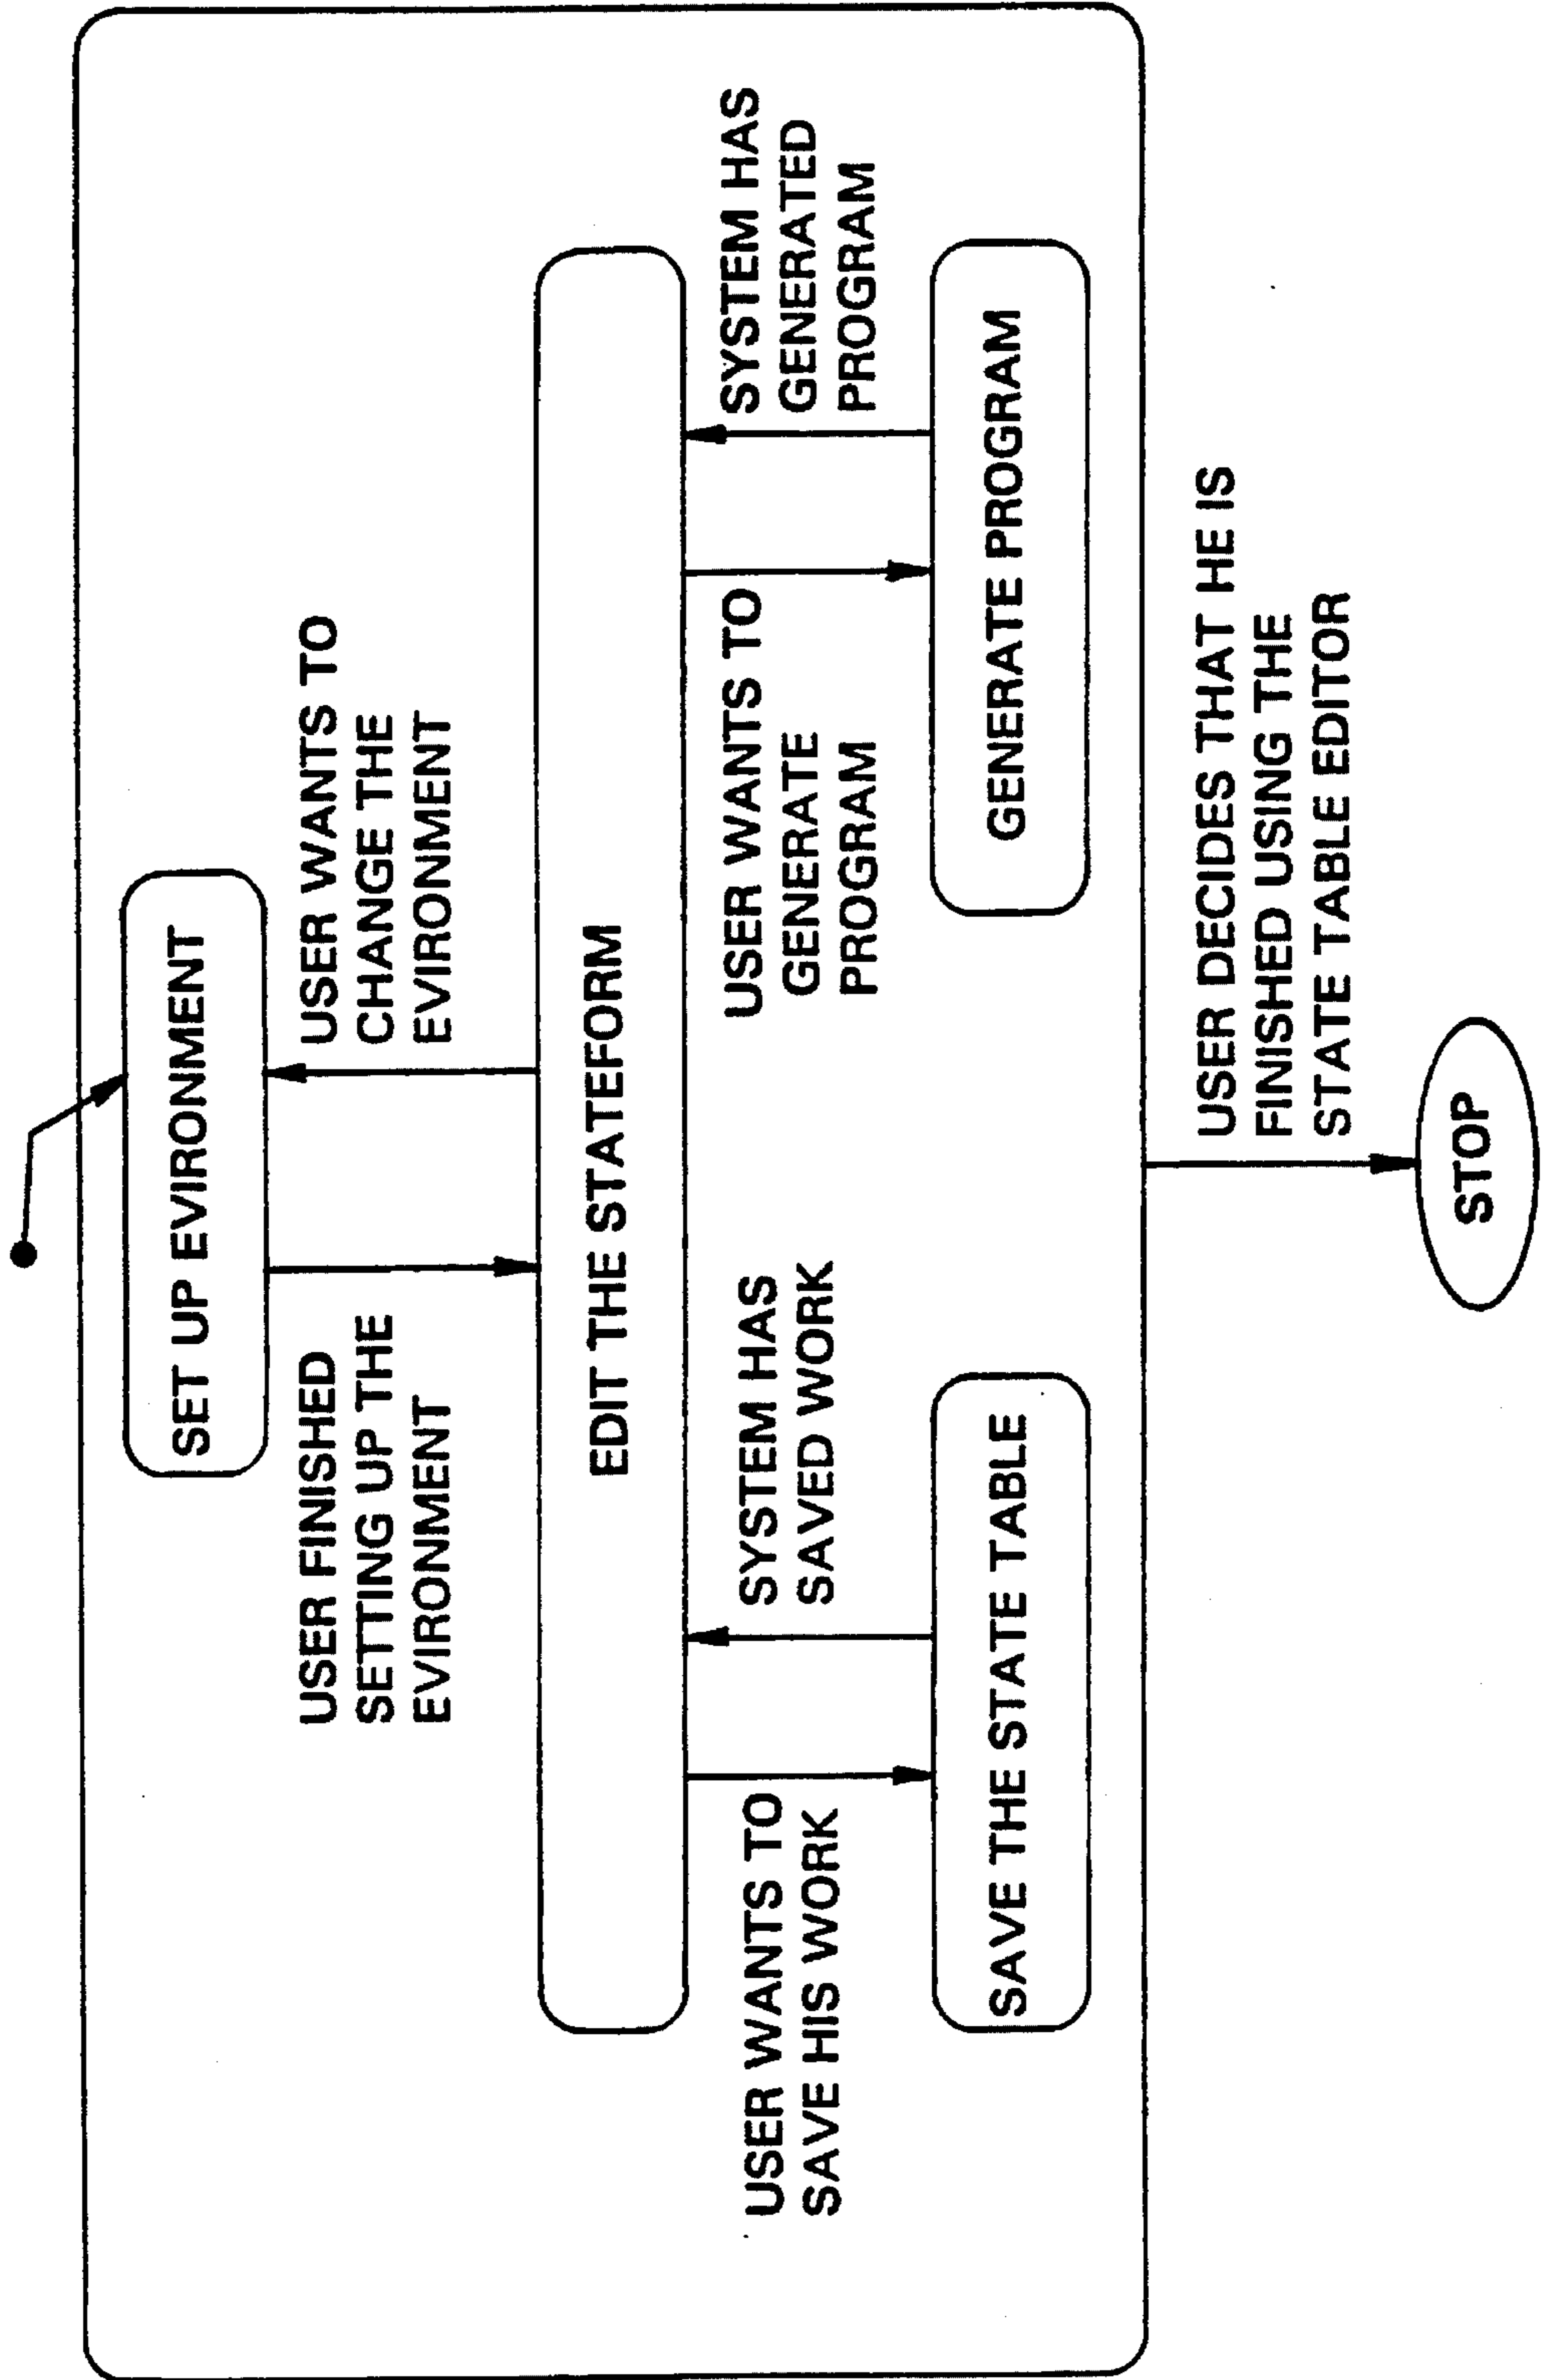 SET UP EVIRONMENT
USER FINISHED
SETTING UP THE
EVIRONMENT
USER WANTS TO
CHANGE THE
EVIRONMENT
EDIT THE STATEFORM
USER WANTS TO
SAVE HIS WORK
SYSTEM HAS
SAVED WORK
USER WANTS TO
GENERATE
PROGRAM
SYSTEM HAS
GENERATED
PROGRAM
SAVE THE STATE TABLE
GENERATE PROGRAM
USER DECIDES THAT HE IS
FINISHED USING THE
STATE TABLE EDITOR
STOP